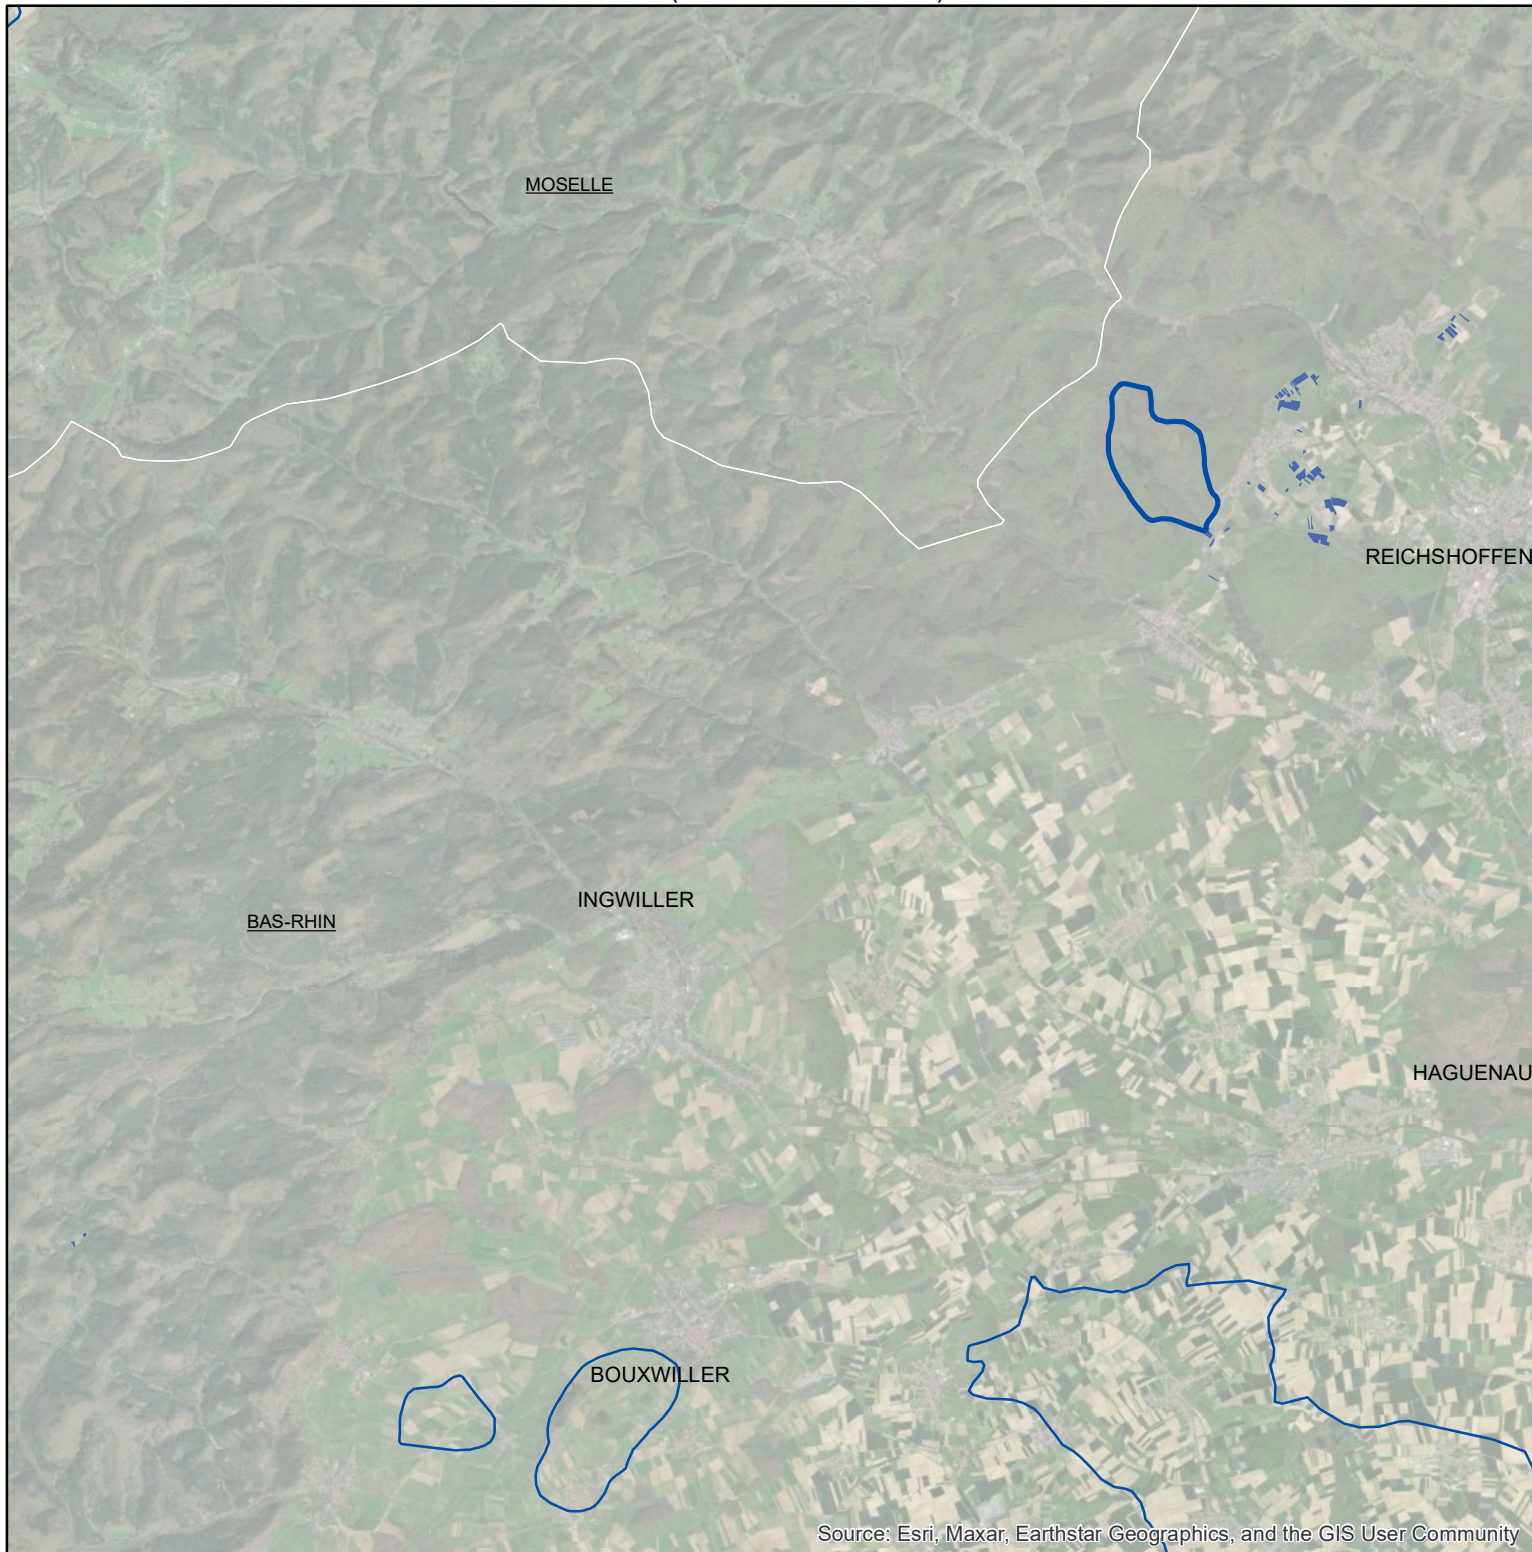 MOSELLE
REICHSHOFFEN
INGWILLER
BAS-RHIN
HAGUENAU
BOUXWILLER
Source: Esri, Maxar, Earthstar Geographics, and the GIS User Community